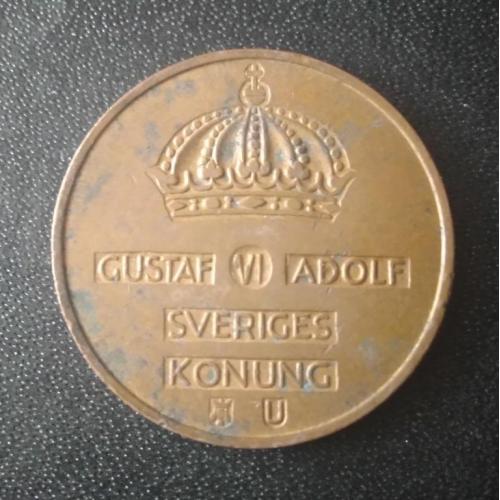 GUSTAF VI ADOLF
SVERIGES
KONUNG
U